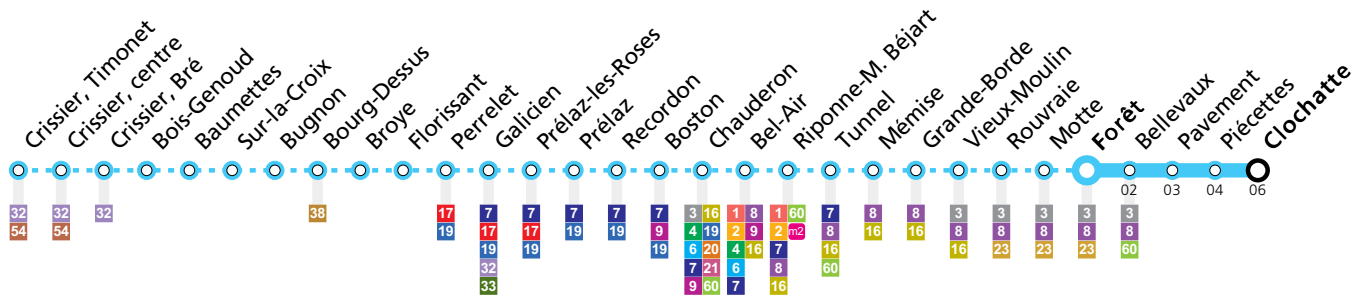 Crissier, Timonet
Crissier, centre
Crissier, Bré
Bois-Genoud
Baumettes
Sur-la-Croix
Bugnon
Bourg-Dessus
Broye
Florissant
Perrelet
Galicien
Prélaz-les-Roses
Prélaz
Recordon
Boston
Chauderon
Bel-Air
Riponne-M. Béjart
Tunnel
Mémise
Grande-Borde
Vieux-Moulin
Rouvraie
Motte
Forêt
Bellevaux
Pavement
Piécettes
Clochatte
02 03 04 06
32 32 32 38 17 7 7 7 7 7 3 16 1 8 1 60 7 8 8 3 3 3 3 3
54 54 19 17 17 19 19 9 4 19 2 9 2 m2 8 16 16 8 8 8 8 8
19 19 19 6 20 4 16 7 16 16 23 23 23 60
32 7 21 6 8 60
33 9 60 7 16